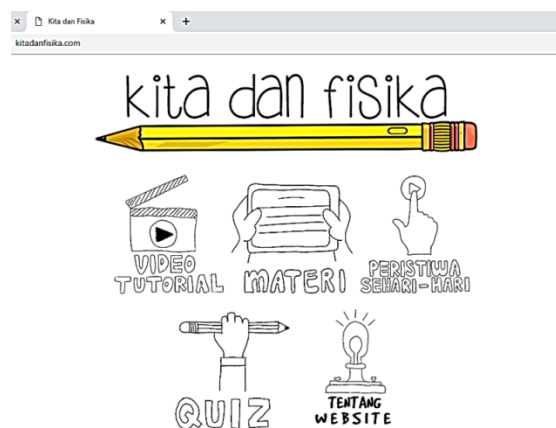 Kita dan Fisika
kitadanfisika.com
kita dan fiSika
VIDEO
TUTORIAL
MATERI
PERISTIWA
SEHARI-HARI
QUIZ
TENTANG
WEBSITE